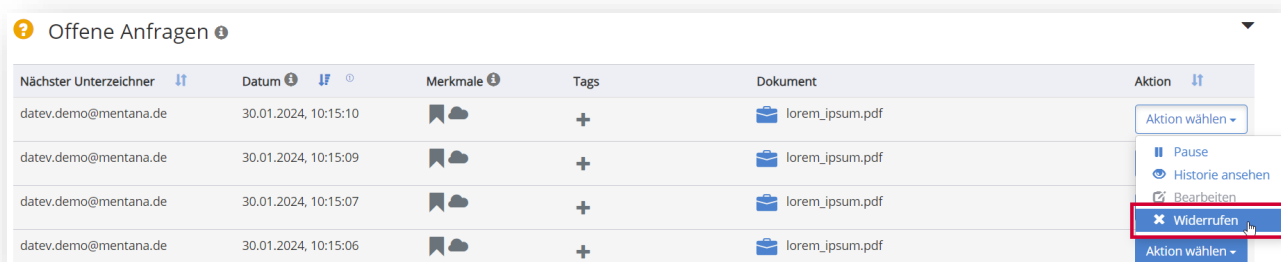 Offene Anfragen
Nächster Unterzeichner Datum Merkmale Tags Dokument Aktion
datev.demo@mentana.de 30.01.2024, 10:15:10 lorem_ipsum.pdf Aktion wählen
Pause
datev.demo@mentana.de 30.01.2024, 10:15:09 lorem_ipsum.pdf
Historie ansehen
Bearbeiten
datev.demo@mentana.de 30.01.2024, 10:15:07 lorem_ipsum.pdf
Widerrufen
datev.demo@mentana.de 30.01.2024, 10:15:06 lorem_ipsum.pdf Aktion wählen